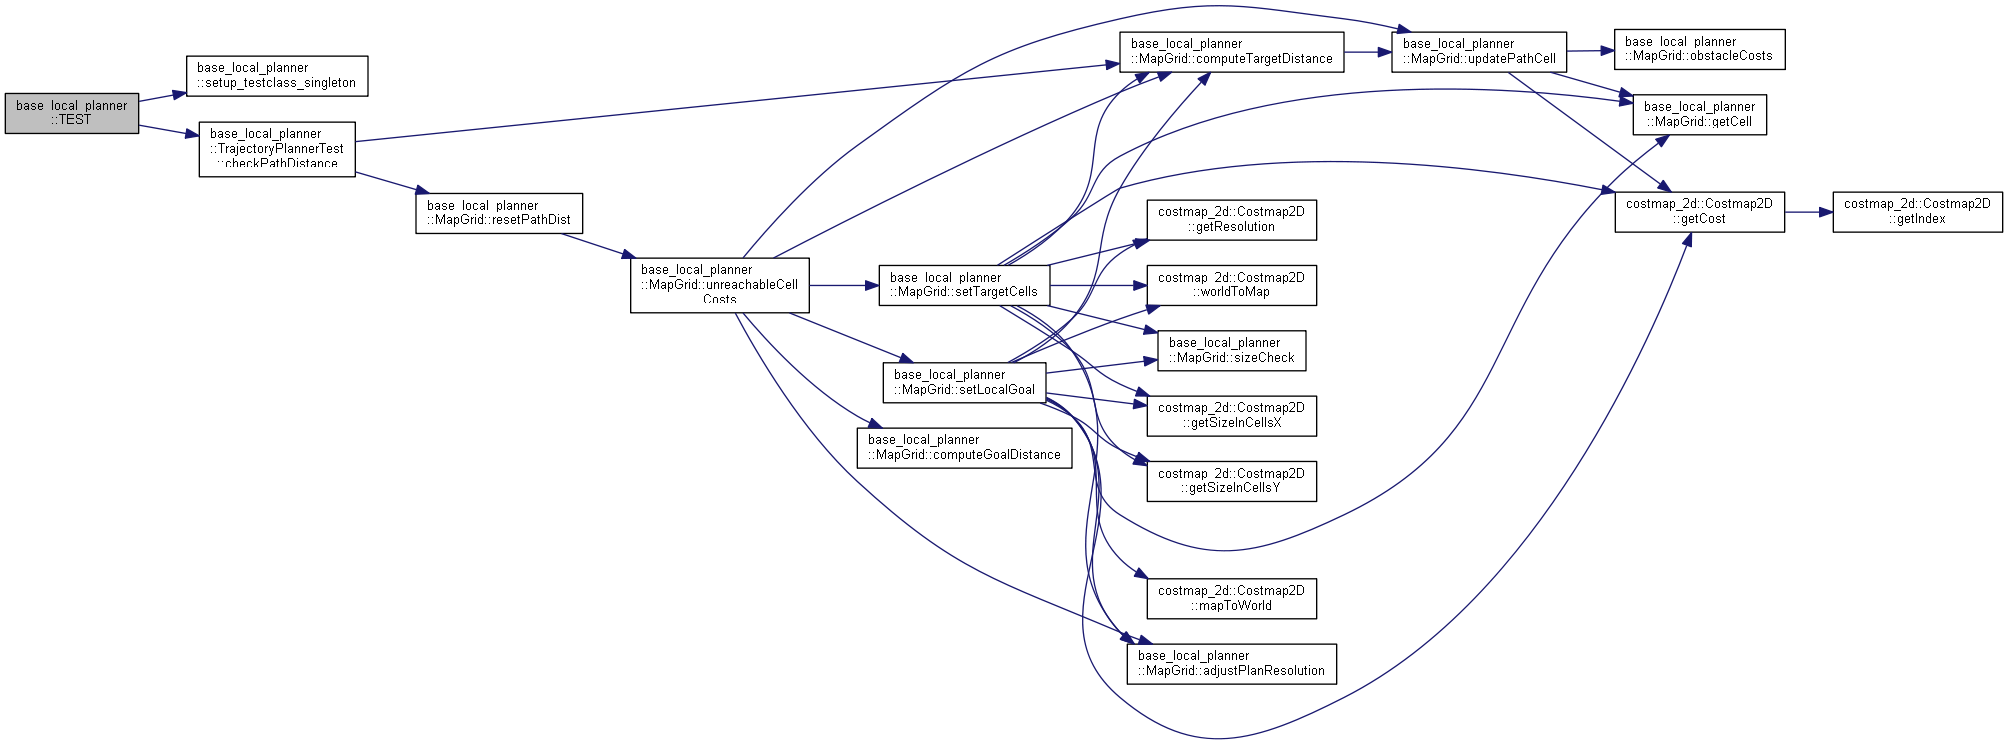 base_local_planner
::TEST
base_local_planner
::setup_testclass_singleton
base_local_planner
::TrajectoryPlannerTest
::checkPathDistance
base_local_planner
::MapGrid::resetPathDist
base_local_planner
::MapGrid::unreachableCell
Costs
base_local_planner
::MapGrid::setTargetCells
base_local_planner
::MapGrid::setLocalGoal
base_local_planner
::MapGrid::computeGoalDistance
base_local_planner
::MapGrid::computeTargetDistance
costmap_2d::Costmap2D
::getResolution
costmap_2d::Costmap2D
::worldToMap
base_local_planner
::MapGrid::sizeCheck
costmap_2d::Costmap2D
::getSizeInCellsX
costmap_2d::Costmap2D
::getSizeInCellsY
costmap_2d::Costmap2D
::mapToWorld
base_local_planner
::MapGrid::adjustPlanResolution
base_local_planner
::MapGrid::updatePathCell
base_local_planner
::MapGrid::obstacleCosts
base_local_planner
::MapGrid::getCell
costmap_2d::Costmap2D
::getCost
costmap_2d::Costmap2D
::getIndex